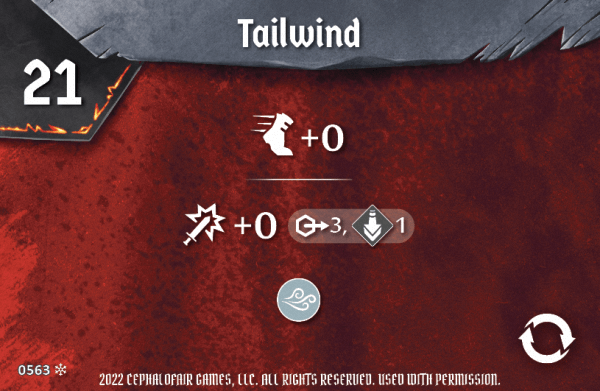 Tailwind
21
+0
+0 3, 1
0563
2022 CEPHALOFAIR GAMES, LLC. ALL RIGHTS RESERVED. USED WITH PERMISSION.